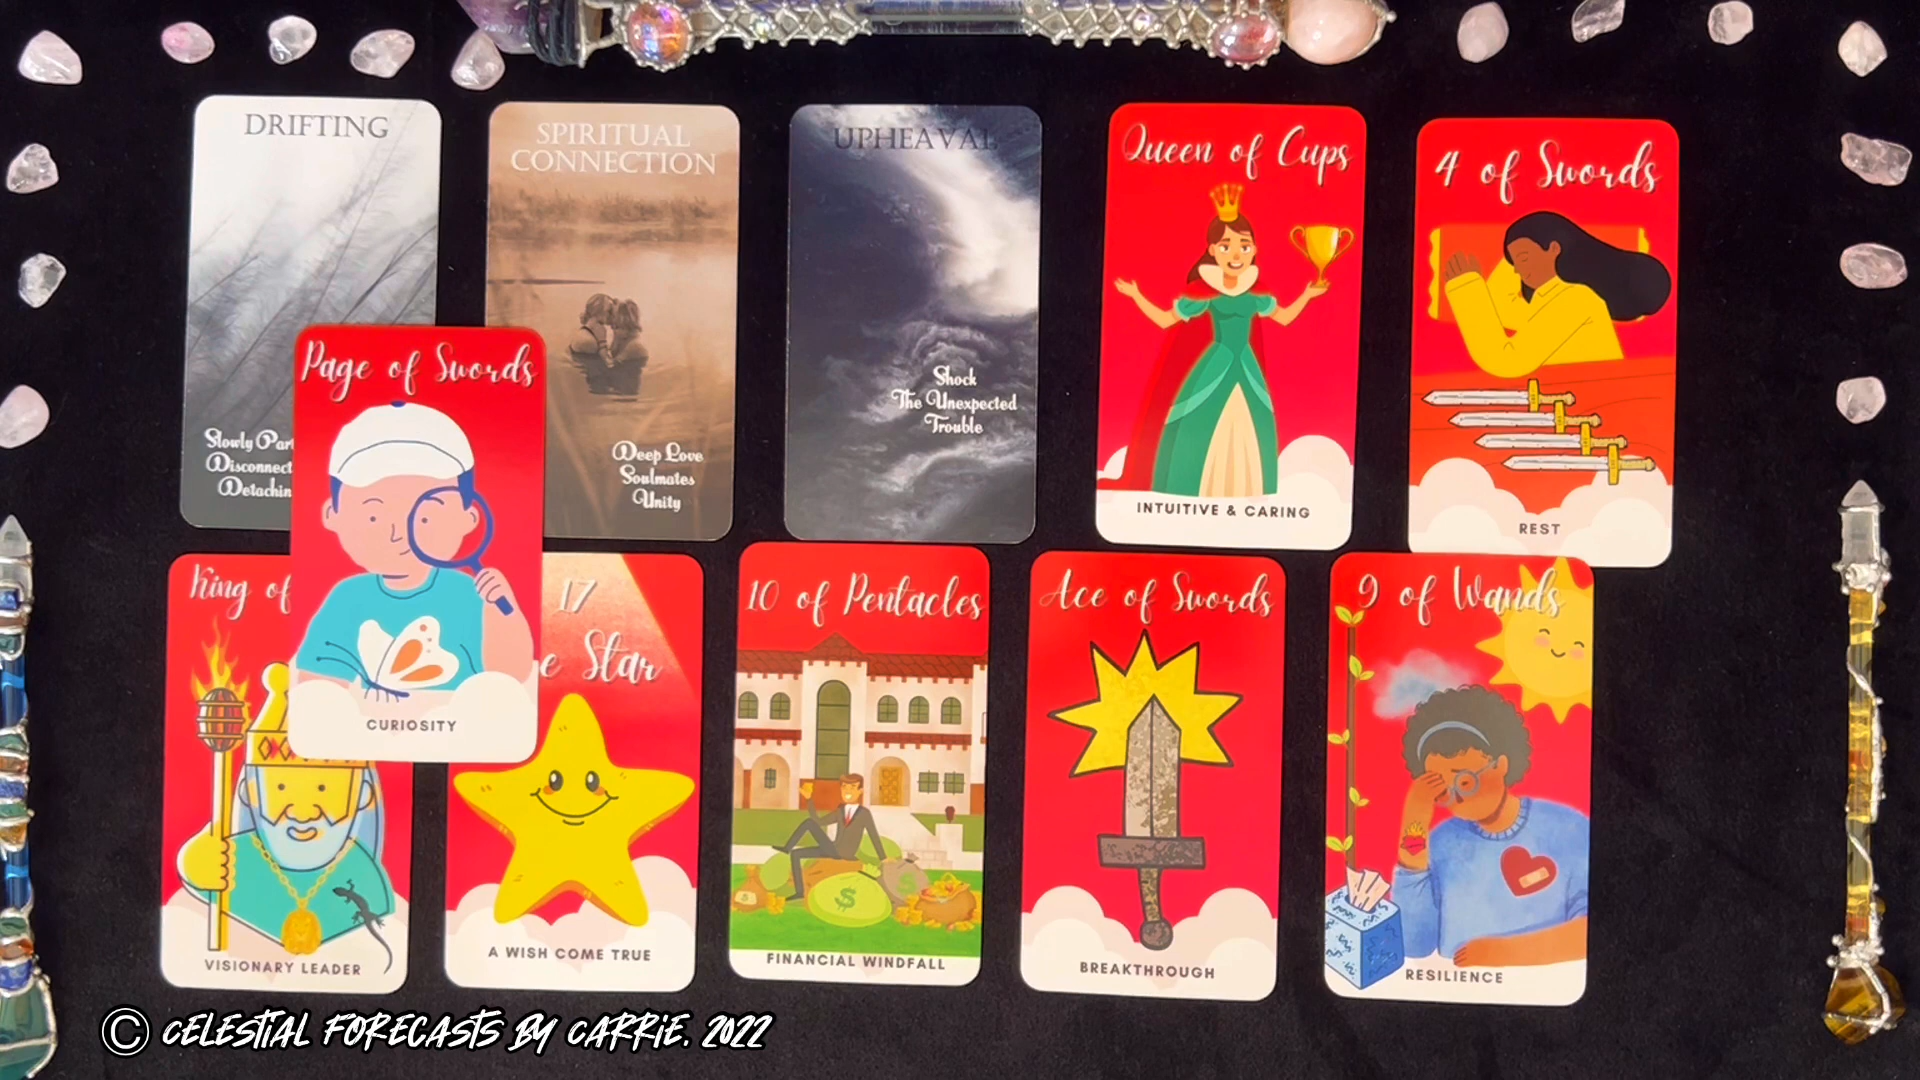 DRIFTING
Slowly
Disconnect
Detachin
SPIRITUAL
CONNECTION
Deep Love
Soulmates
Unity
UPHEAVAL
Shock
The Unexpected
Trouble
Queen of Cups
INTUITIVE & CARING
4 of Swords
REST
Page of Swords
CURIOSITY
King of
VISIONARY LEADER
17
e Star
A WISH COME TRUE
10 of Pentacles
$
$
$
FINANCIAL WINDFALL
Ace of Swords
BREAKTHROUGH
9 of Wands
RESILIENCE
© CELESTIAL FORECASTS BY CARRIE. 2022